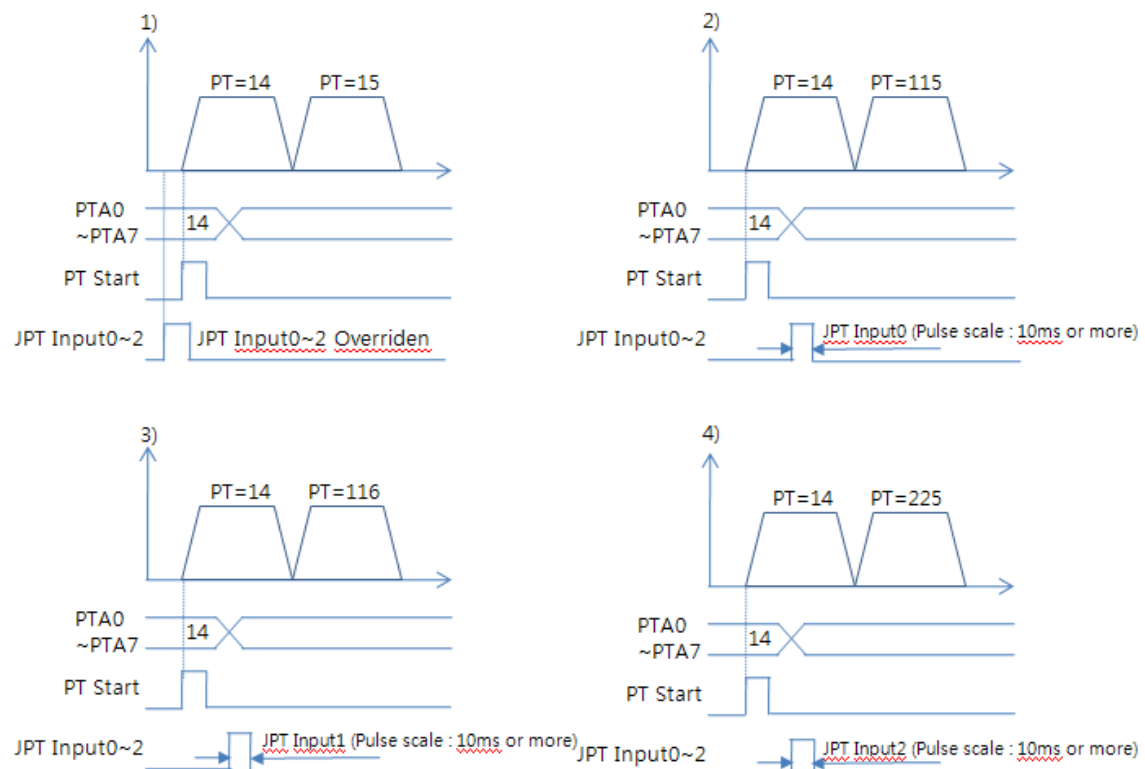 1)
PT=14
PT=15
PTA0
~PTA7
14
PT Start
JPT Input0~2
JPT Input0~2 Overriden
2)
PT=14
PT=115
PTA0
~PTA7
14
PT Start
JPT Input0~2
JPT Input0 (Pulse scale : 10ms or more)
3)
PT=14
PT=116
PTA0
~PTA7
14
PT Start
JPT Input0~2
JPT Input1 (Pulse scale : 10ms or more)
4)
PT=14
PT=225
PTA0
~PTA7
14
PT Start
JPT Input0~2
JPT Input2 (Pulse scale : 10ms or more)